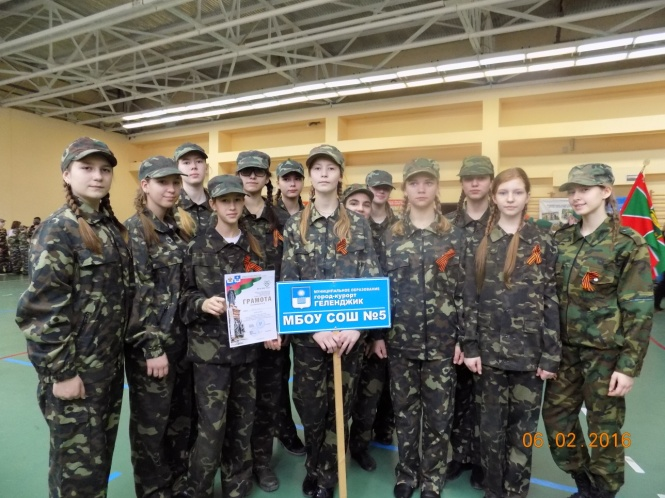 ГРАМОТА
МУНИЦИПАЛЬНОЕ ОБРАЗОВАНИЕ
город-курорт
ГЕЛЕНДЖИК
МБОУ СОШ №5
06 02 2016